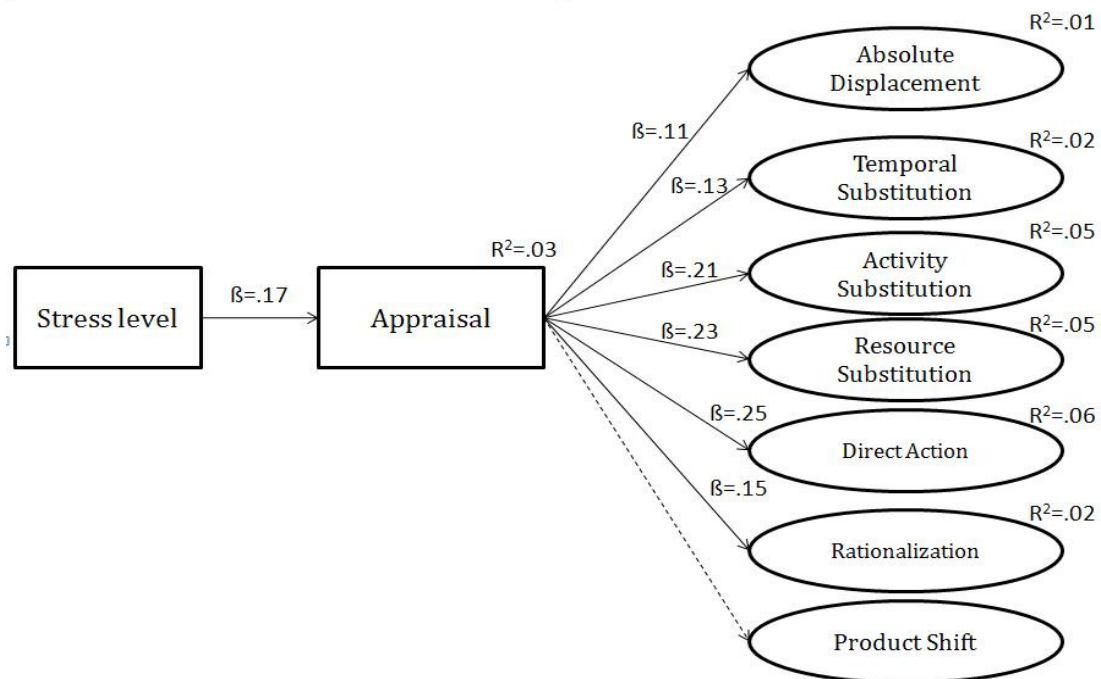 R²=.01
Absolute
Displacement
ß=.11
R²=.02
Temporal
Substitution
ß=.13
R²=.05
Activity
Substitution
ß=.21
R²=.03
Stress level
ß=.17
Appraisal
R²=.05
Resource
Substitution
ß=.23
R²=.06
Direct Action
ß=.25
R²=.02
Rationalization
ß=.15
Product Shift